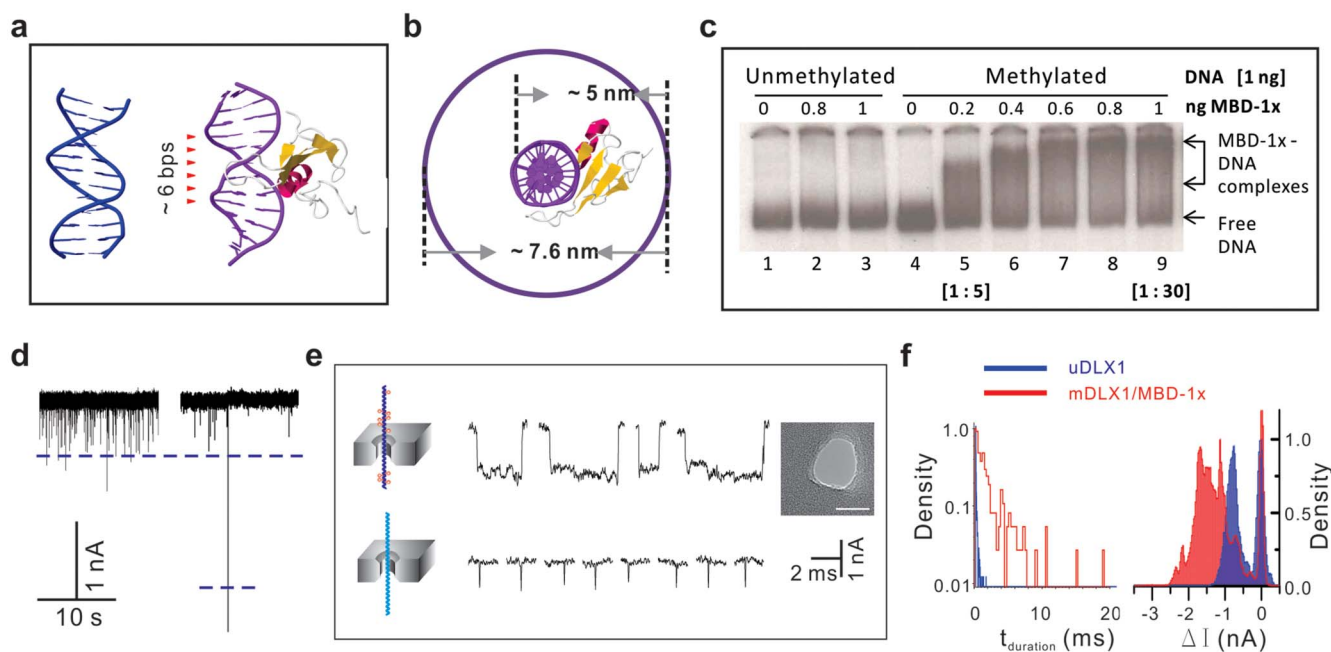 a
~ 6 bps
b
~ 5 nm
~ 7.6 nm
c
Unmethylated Methylated DNA [1 ng]
0 0.8 1 0 0.2 0.4 0.6 0.8 1 ng MBD-1x
MBD-1x -
DNA
complexes
Free
DNA
1 2 3 4 5 6 7 8 9
[1 : 5] [1 : 30]
d
1 nA
10 s
e
2 ms
1 nA
f
uDLX1
mDLX1/MBD-1x
Density
1.0
0.1
0.01
0 10 20
tduration (ms)
-3 -2 -1 0
ΔI (nA)
1.0
0.5
0.0
Density